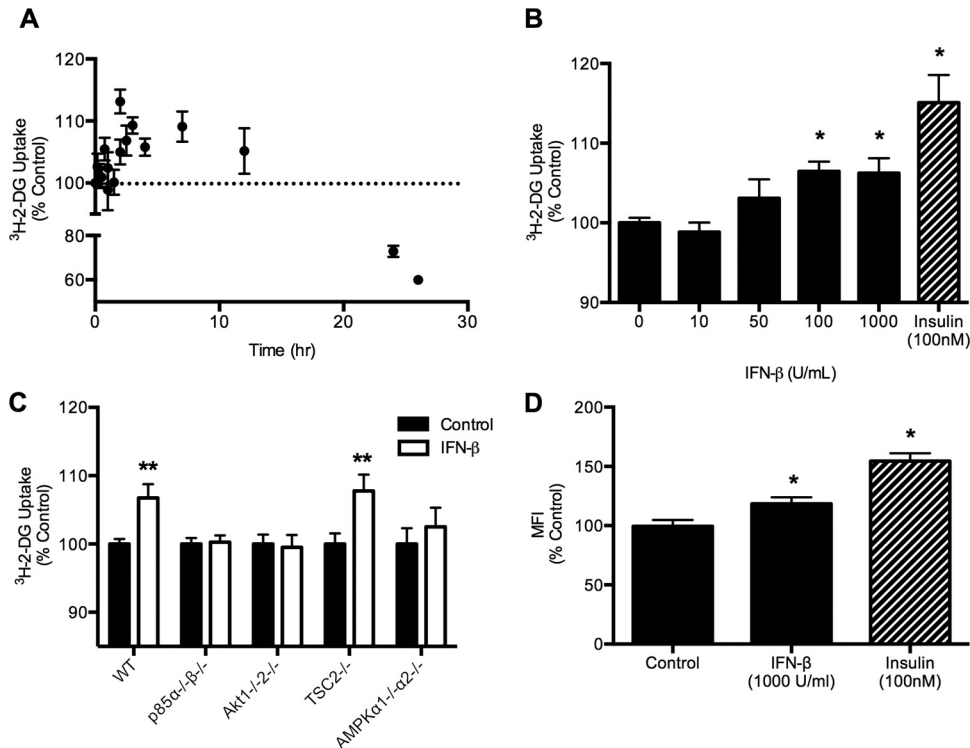 A
³H-2-DG Uptake
(% Control)
120
110
100
80
60
0
10
20
30
Time (hr)
B
³H-2-DG Uptake
(% Control)
120
110
100
90
*
*
*
0
10
50
100
1000
Insulin
(100nM)
IFN-β (U/mL)
C
³H-2-DG Uptake
(% Control)
120
110
100
90
Control
IFN-β
**
**
WT
p85α-/-β-/-
Akt1-/-2-/-
TSC2-/-
AMPKα1-/-α2-/-
D
MFI
(% Control)
200
150
100
50
0
*
*
Control
IFN-β
(1000 U/ml)
Insulin
(100nM)